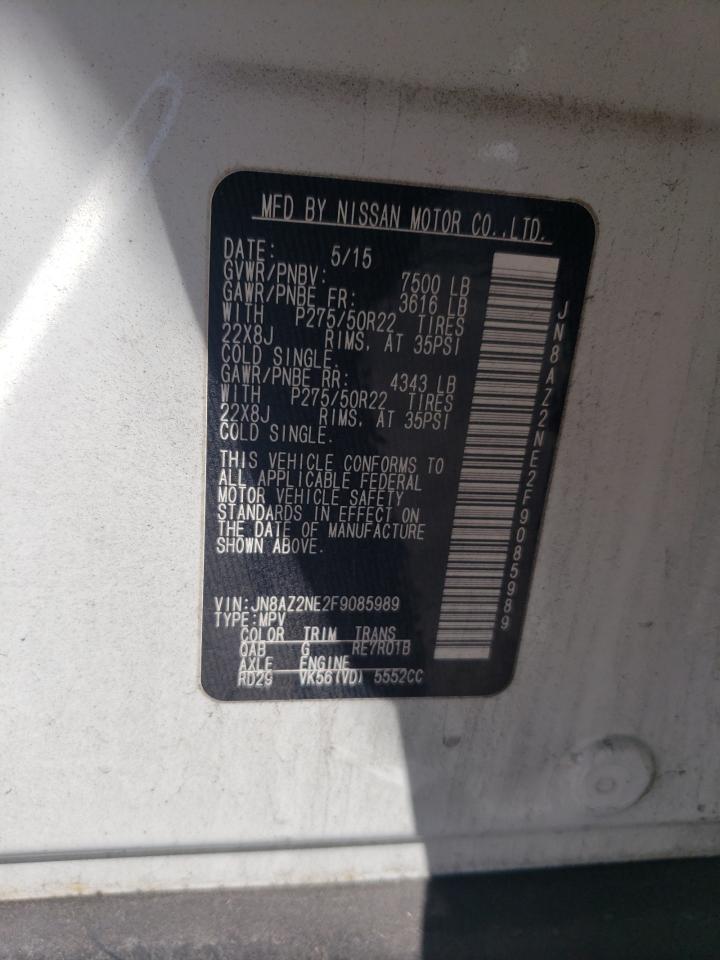 MFD BY NISSAN MOTOR CO.,LTD.
DATE: 5/15
GVWR/PNBV: 7500 LB
GAWR/PNBE FR: 3616 LB
WITH P275/50R22 TIRES
22X8J RIMS, AT 35PSI
COLD SINGLE.
GAWR/PNBE RR: 4343 LB
WITH P275/50R22 TIRES
22X8J RIMS, AT 35PSI
COLD SINGLE.
THIS VEHICLE CONFORMS TO
ALL APPLICABLE FEDERAL
MOTOR VEHICLE SAFETY
STANDARDS IN EFFECT ON
THE DATE OF MANUFACTURE
SHOWN ABOVE.
VIN:JN8AZ2NE2F9085989
TYPE:MPV
COLOR TRIM TRANS
QAB G RE7R01B
AXLE ENGINE
RD29 VK56(VD) 5552CC
JN8AZ2NE2F9085989